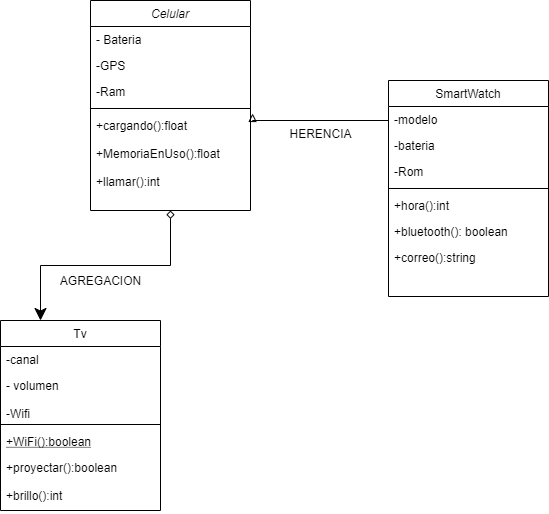 Celular
- Bateria
-GPS
-Ram
+cargando():float
+MemoriaEnUso():float
+llamar():int
HERENCIA
SmartWatch
-modelo
-bateria
-Rom
+hora():int
+bluetooth(): boolean
+correo():string
AGREGACION
Tv
-canal
- volumen
-Wifi
+WiFi():boolean
+proyectar():boolean
+brillo():int